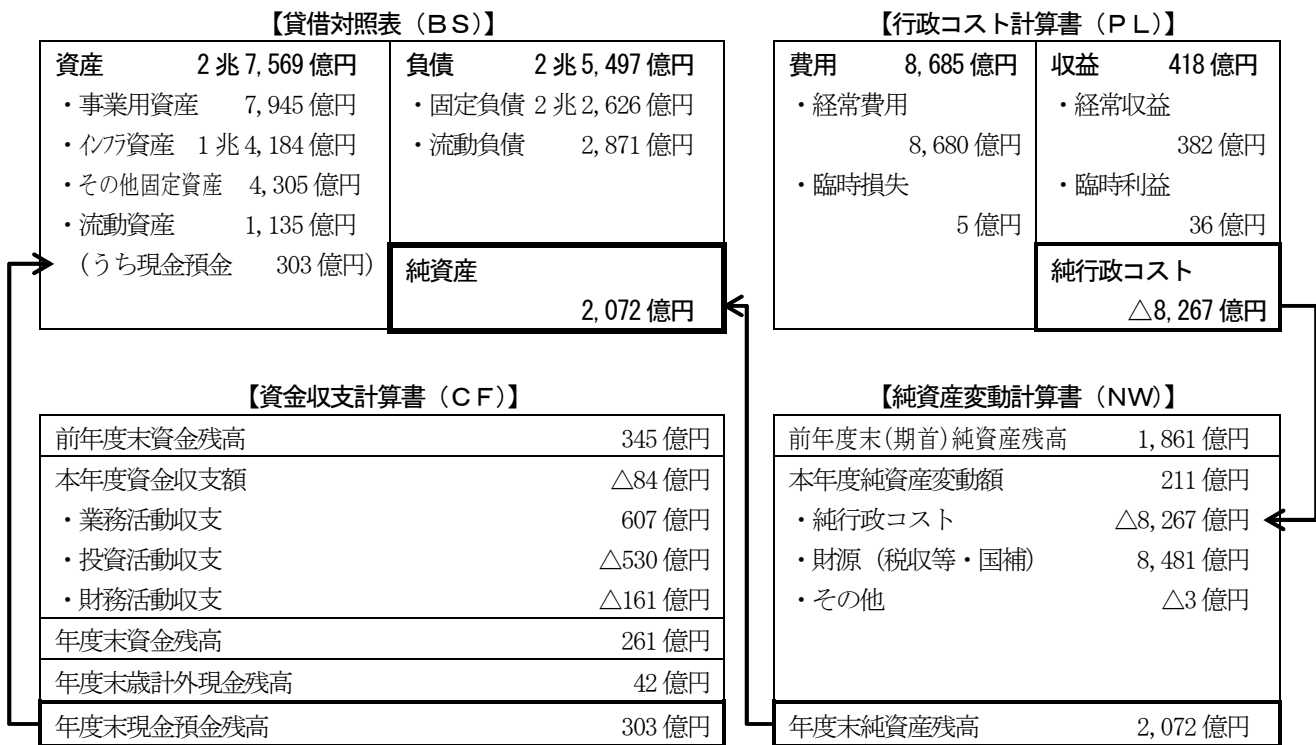 【貸借対照表（ＢＳ）】
資産 2兆7,569億円
・事業用資産 7,945億円
・インフラ資産 1兆4,184億円
・その他固定資産 4,305億円
・流動資産 1,135億円
（うち現金預金 303億円）
負債 2兆5,497億円
・固定負債 2兆2,626億円
・流動負債 2,871億円
純資産
2,072億円
【行政コスト計算書（ＰＬ）】
費用 8,685億円
・経常費用
8,680億円
・臨時損失
5億円
収益 418億円
・経常収益
382億円
・臨時利益
36億円
純行政コスト
△8,267億円
【資金収支計算書（ＣＦ）】
前年度末資金残高 345億円
本年度資金収支額 △84億円
・業務活動収支 607億円
・投資活動収支 △530億円
・財務活動収支 △161億円
年度末資金残高 261億円
年度末歳計外現金残高 42億円
年度末現金預金残高 303億円
【純資産変動計算書（ＮＷ）】
前年度末(期首)純資産残高 1,861億円
本年度純資産変動額 211億円
・純行政コスト △8,267億円
・財源（税収等・国補） 8,481億円
・その他 △3億円
年度末純資産残高 2,072億円